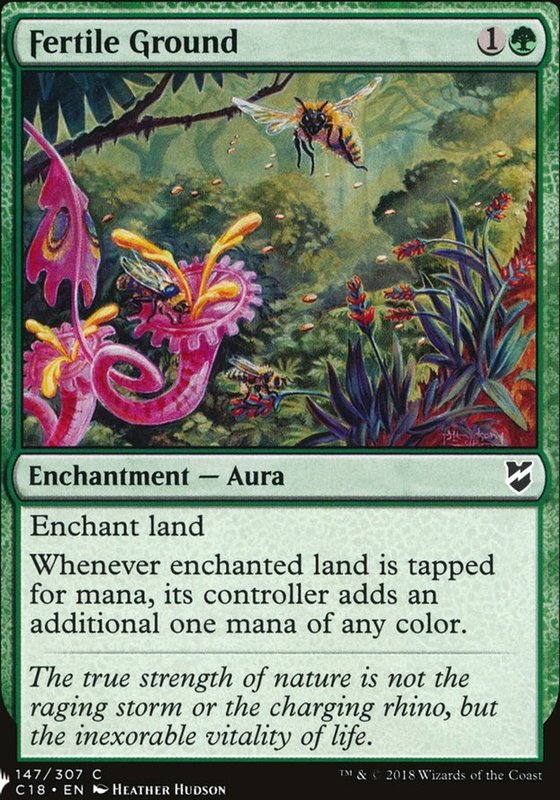 Fertile Ground 1
Enchantment — Aura
Enchant land
Whenever enchanted land is tapped
for mana, its controller adds an
additional one mana of any color.
The true strength of nature is not the
raging storm or the charging rhino, but
the inexorable vitality of life.
147/307 C
C18 • EN Heather Hudson
™ & © 2018 Wizards of the Coast